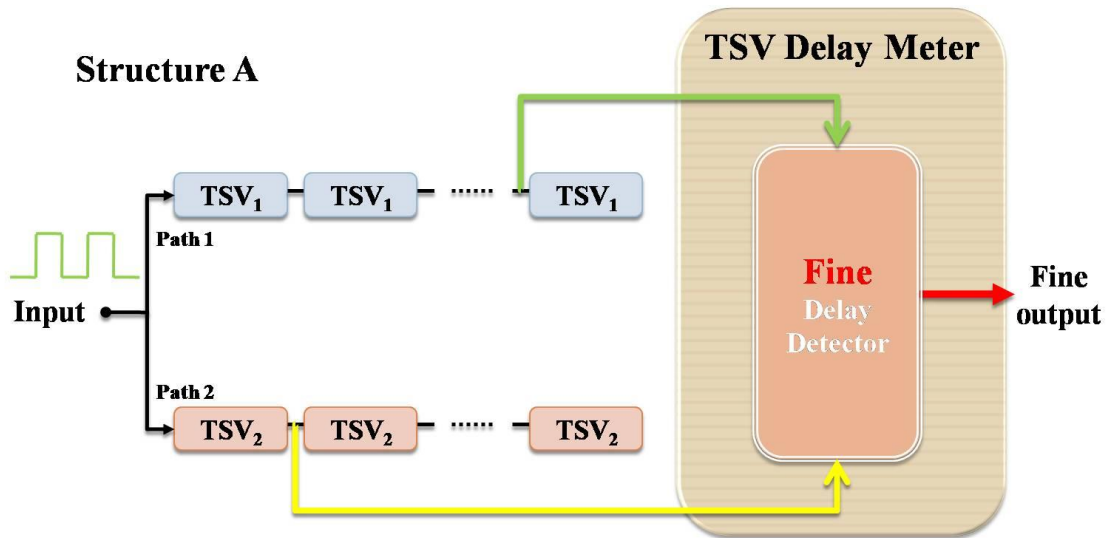 TSV Delay Meter
Structure A
TSV₁ TSV₁ ...... TSV₁
Path 1
Input
Fine
Delay
Detector
Fine
output
Path 2
TSV₂ TSV₂ ...... TSV₂